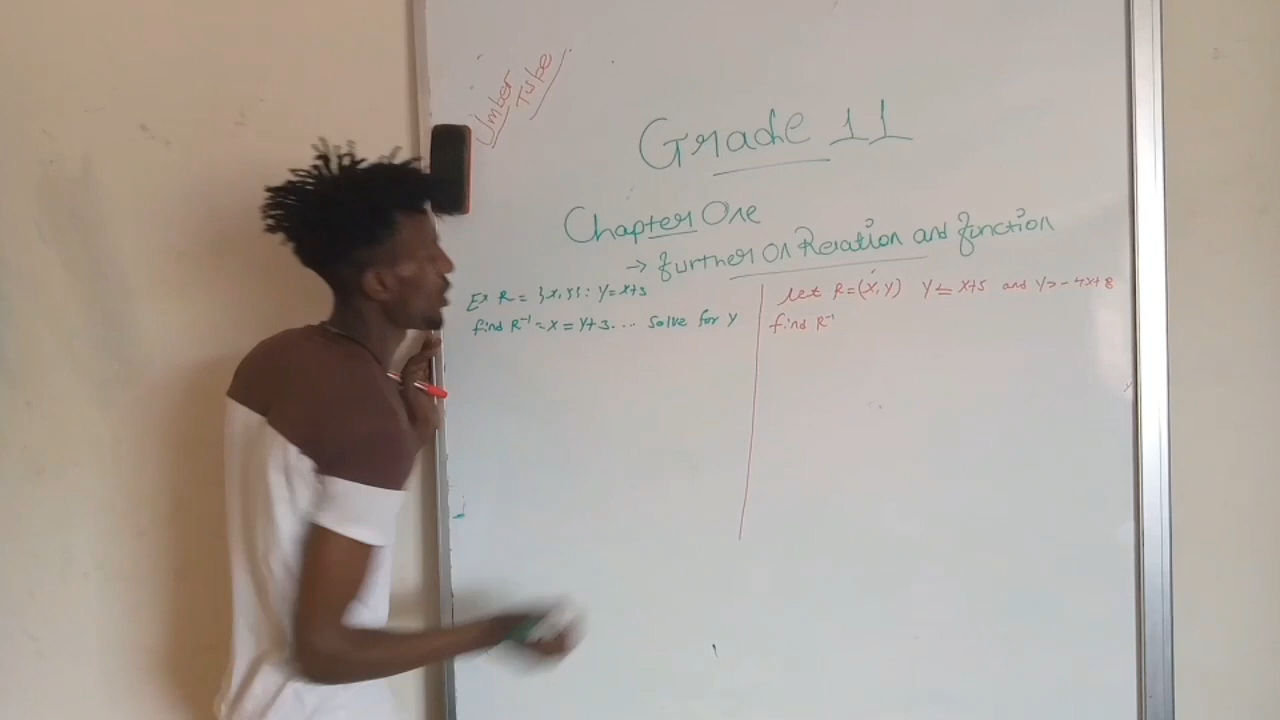 Umber
Tube
Grade 11
Chapter One
→ further On Relation and function
Ex R = }x, y}: y=x+3
find R⁻¹ = x = y+3.... Solve for y
let R=(x,y) y ≤ x+5 and y>-4x+8
find R⁻¹